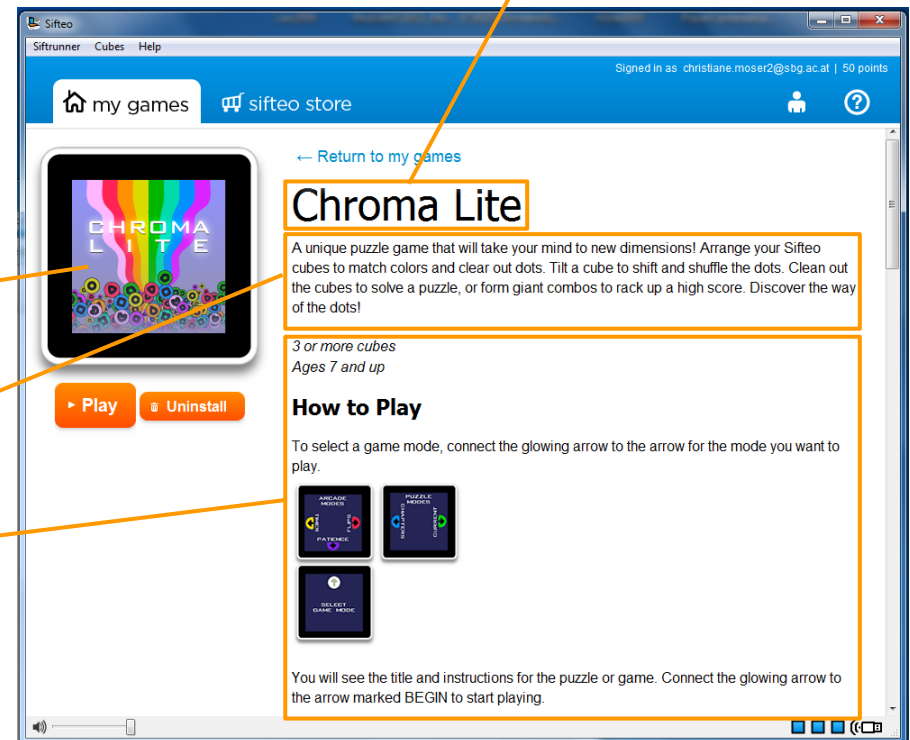 Sifteo
Siftrunner Cubes Help
Signed in as christiane.moser2@sbg.ac.at | 50 points
my games sifteo store
← Return to my games
CHROMA
LITE
Chroma Lite
A unique puzzle game that will take your mind to new dimensions! Arrange your Sifteo
cubes to match colors and clear out dots. Tilt a cube to shift and shuffle the dots. Clean out
the cubes to solve a puzzle, or form giant combos to rack up a high score. Discover the way
of the dots!
3 or more cubes
Ages 7 and up
Play Uninstall
How to Play
To select a game mode, connect the glowing arrow to the arrow for the mode you want to
play.
ARCADE
MODES
TIMER
FLIPS
PATIENCE
PUZZLE
MODES
CHAPTERS
CURRENT
SELECT
GAME MODE
You will see the title and instructions for the puzzle or game. Connect the glowing arrow to
the arrow marked BEGIN to start playing.